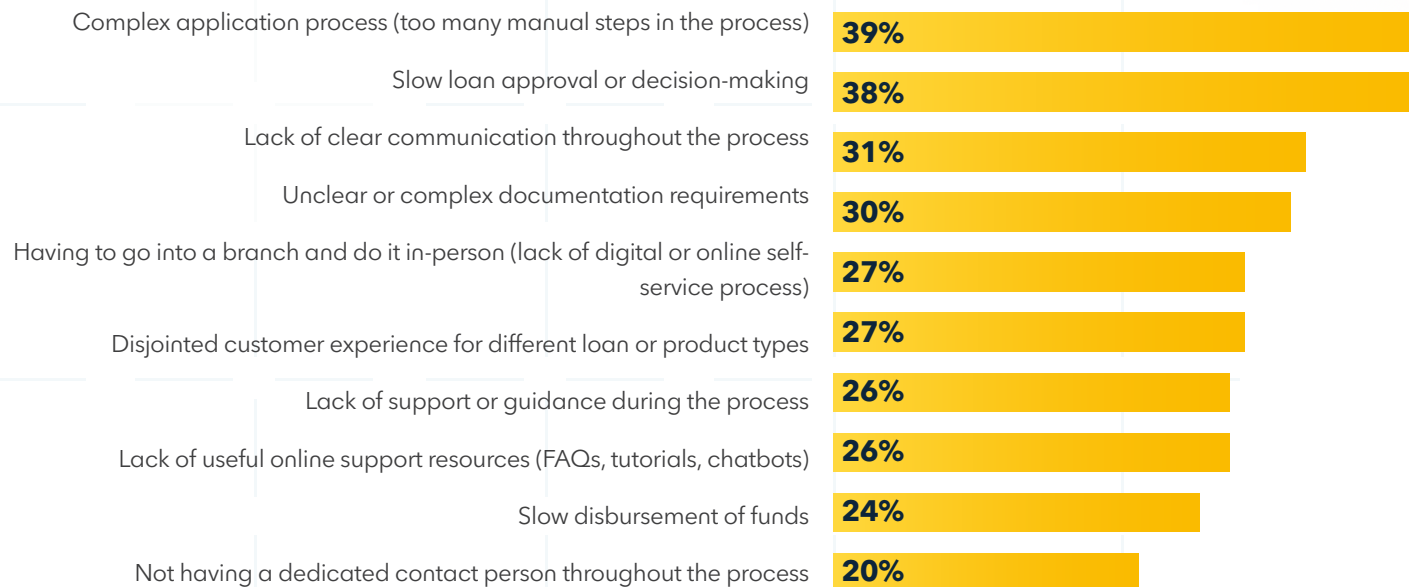 Complex application process (too many manual steps in the process) 39%
Slow loan approval or decision-making 38%
Lack of clear communication throughout the process 31%
Unclear or complex documentation requirements 30%
Having to go into a branch and do it in-person (lack of digital or online self-
service process) 27%
Disjointed customer experience for different loan or product types 27%
Lack of support or guidance during the process 26%
Lack of useful online support resources (FAQs, tutorials, chatbots) 26%
Slow disbursement of funds 24%
Not having a dedicated contact person throughout the process 20%